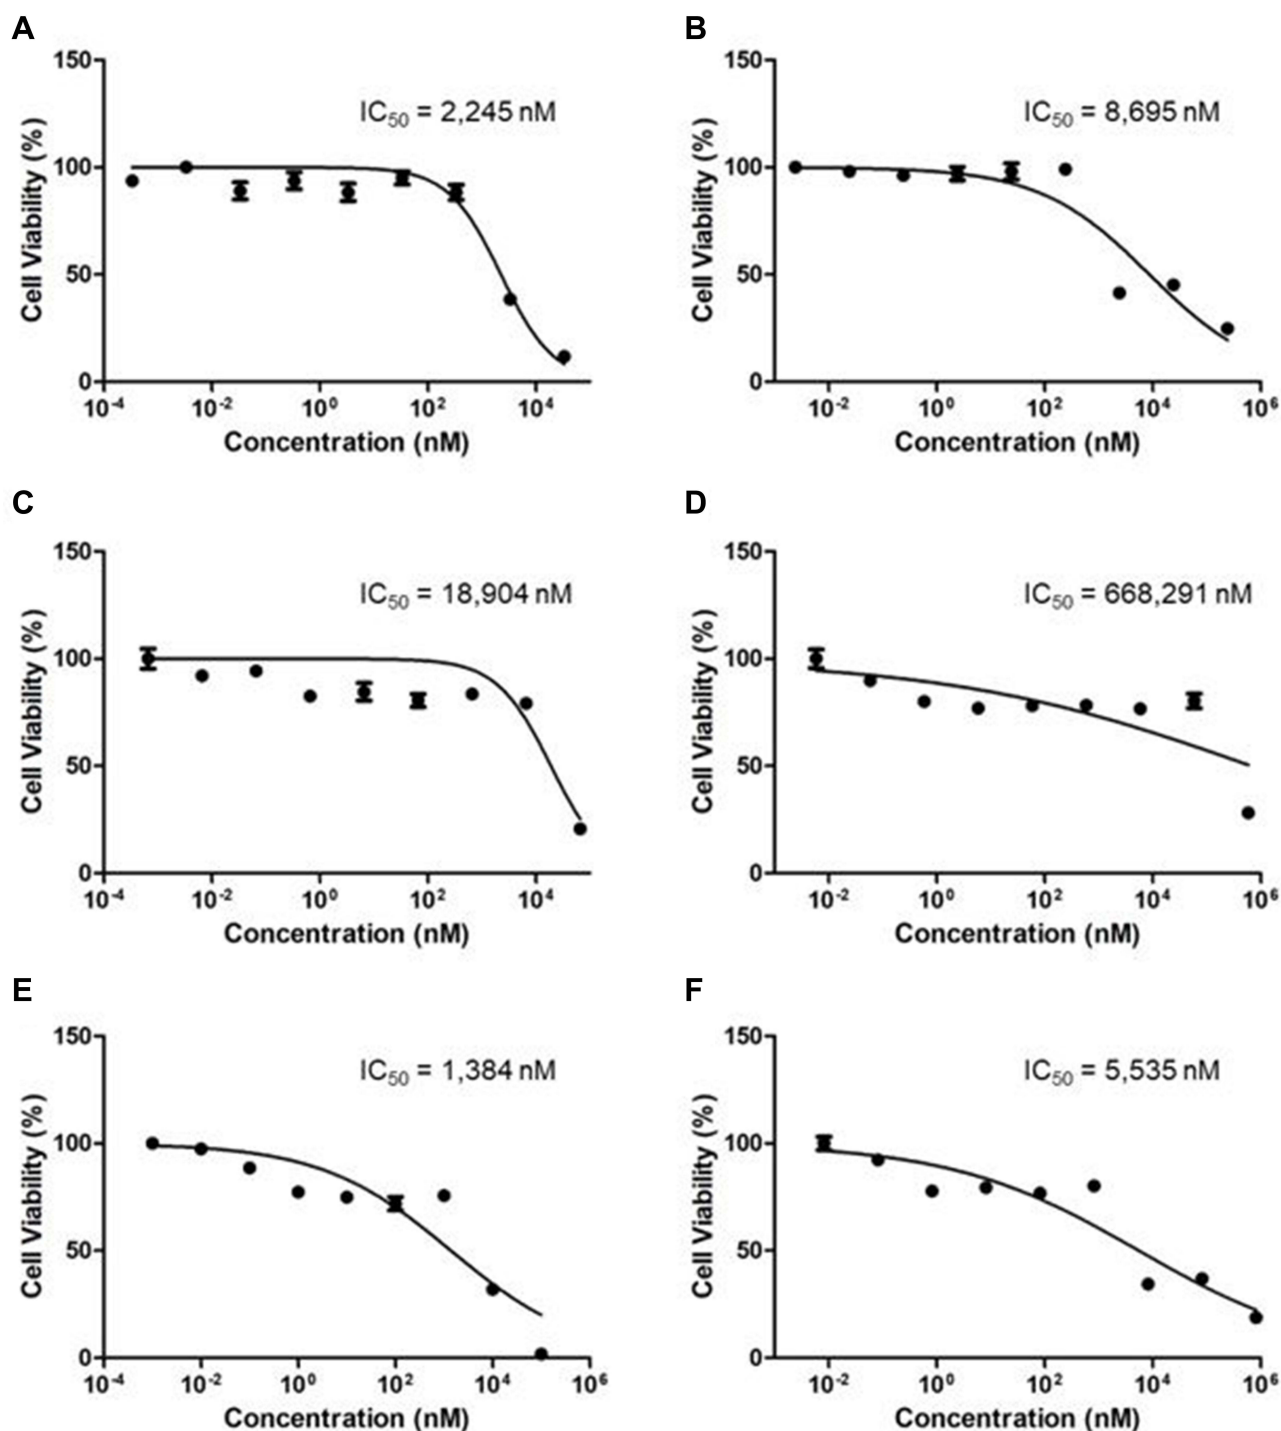 A
150
100
50
0
Cell Viability (%)
IC50 = 2,245 nM
10-4 10-2 100 102 104
Concentration (nM)
B
150
100
50
0
Cell Viability (%)
IC50 = 8,695 nM
10-2 100 102 104 106
Concentration (nM)
C
150
100
50
0
Cell Viability (%)
IC50 = 18,904 nM
10-4 10-2 100 102 104
Concentration (nM)
D
150
100
50
0
Cell Viability (%)
IC50 = 668,291 nM
10-2 100 102 104 106
Concentration (nM)
E
150
100
50
0
Cell Viability (%)
IC50 = 1,384 nM
10-4 10-2 100 102 104 106
Concentration (nM)
F
150
100
50
0
Cell Viability (%)
IC50 = 5,535 nM
10-2 100 102 104 106
Concentration (nM)